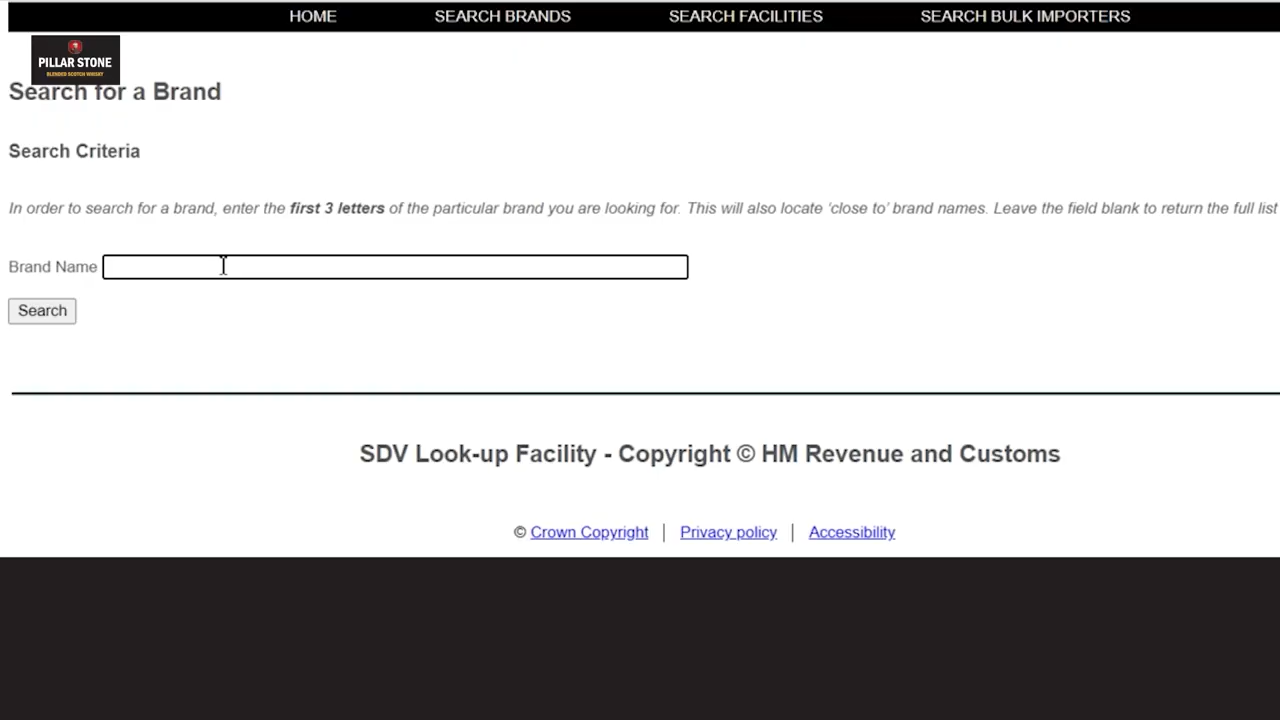 HOME SEARCH BRANDS SEARCH FACILITIES SEARCH BULK IMPORTERS
PILLAR STONE
BLENDED SCOTCH WHISKY
Search for a Brand
Search Criteria
In order to search for a brand, enter the first 3 letters of the particular brand you are looking for. This will also locate ‘close to’ brand names. Leave the field blank to return the full list
Brand Name
Search
SDV Look-up Facility - Copyright © HM Revenue and Customs
© Crown Copyright | Privacy policy | Accessibility